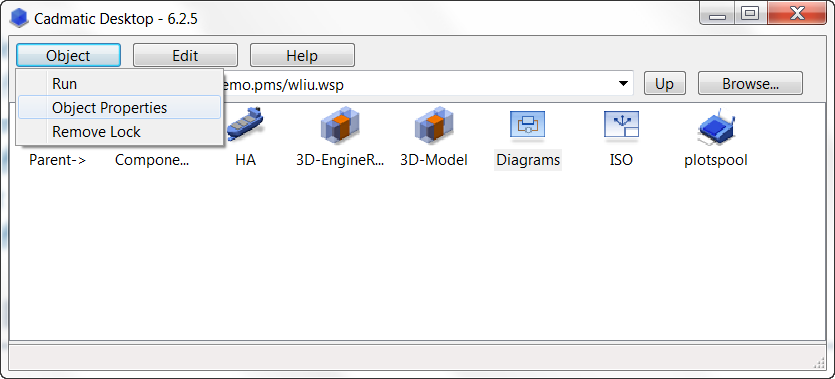 Cadmatic Desktop - 6.2.5
Object Edit Help
Run
emo.pms/wliu.wsp Up Browse...
Object Properties
Remove Lock
Parent-> Compone... HA 3D-EngineR... 3D-Model Diagrams ISO plotspool